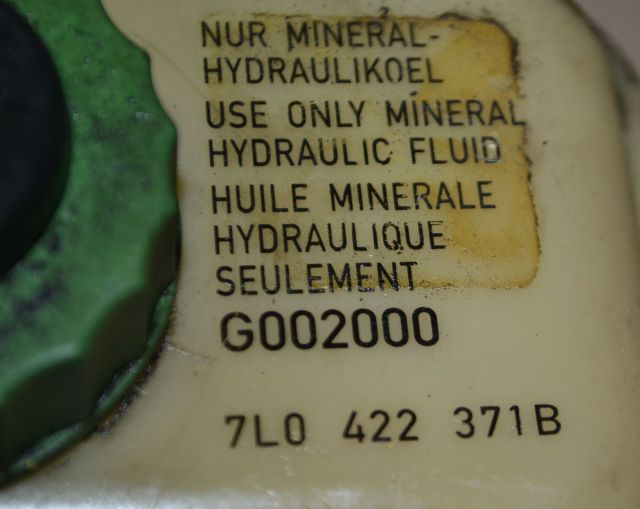 NUR MINERAL-
HYDRAULIKOEL
USE ONLY MINERAL
HYDRAULIC FLUID
HUILE MINERALE
HYDRAULIQUE
SEULEMENT
G002000
7L0 422 371B